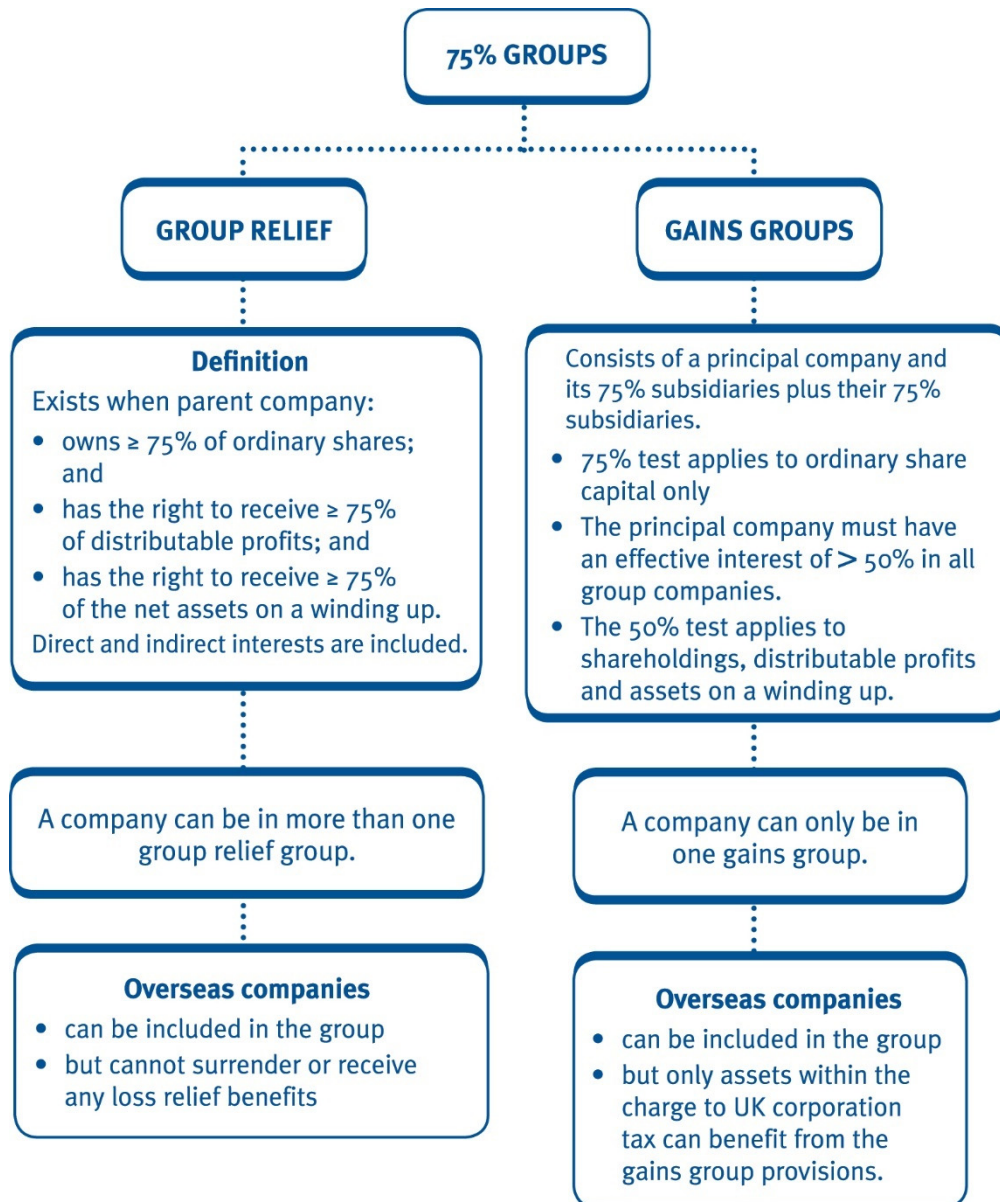 75% GROUPS
GROUP RELIEF
Definition
Exists when parent company:
• owns ≥ 75% of ordinary shares;
and
• has the right to receive ≥ 75%
of distributable profits; and
• has the right to receive ≥ 75%
of the net assets on a winding up.
Direct and indirect interests are included.
A company can be in more than one
group relief group.
Overseas companies
• can be included in the group
• but cannot surrender or receive
any loss relief benefits
GAINS GROUPS
Consists of a principal company and
its 75% subsidiaries plus their 75%
subsidiaries.
• 75% test applies to ordinary share
capital only
• The principal company must have
an effective interest of > 50% in all
group companies.
• The 50% test applies to
shareholdings, distributable profits
and assets on a winding up.
A company can only be in
one gains group.
Overseas companies
• can be included in the group
• but only assets within the
charge to UK corporation
tax can benefit from the
gains group provisions.